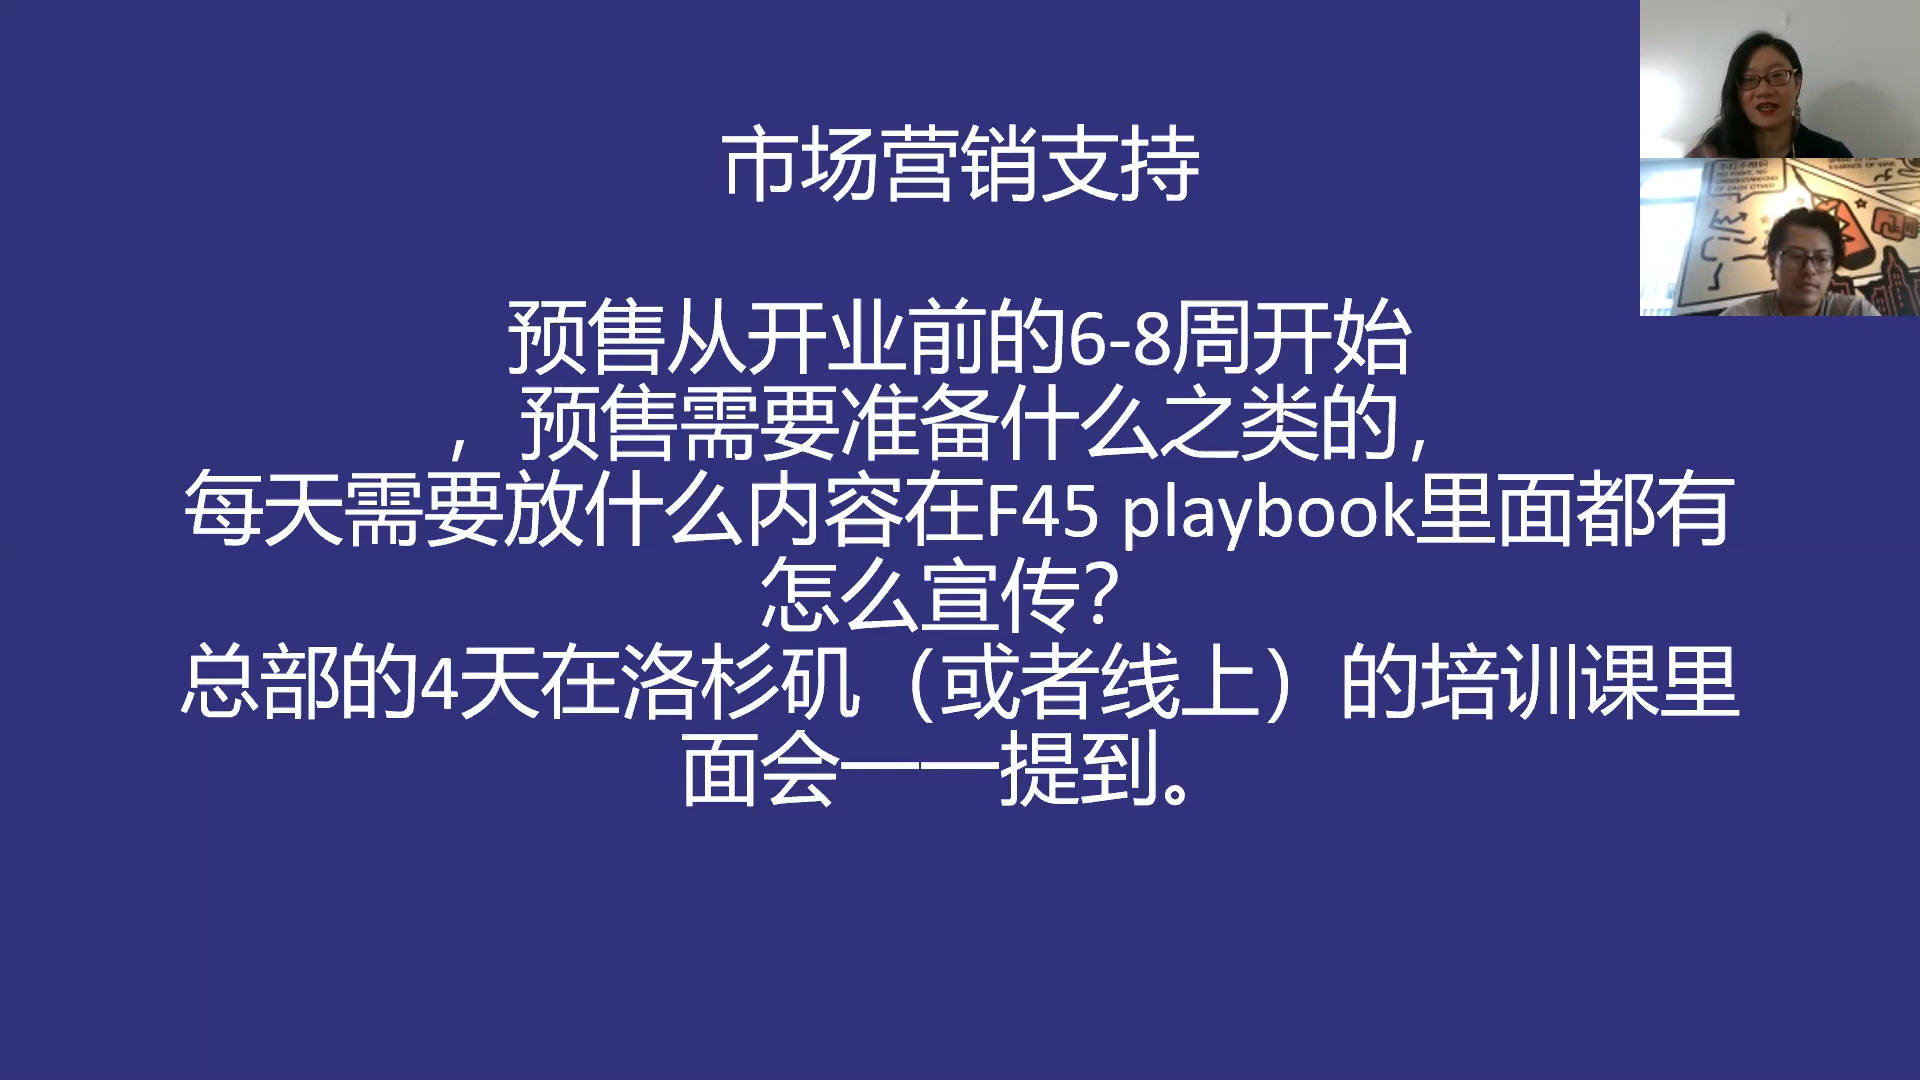 市场营销支持
预售从开业前的6-8周开始
，预售需要准备什么之类的，
每天需要放什么内容在F45 playbook里面都有
怎么宣传？
总部的4天在洛杉矶（或者线上）的培训课里
面会一一提到。